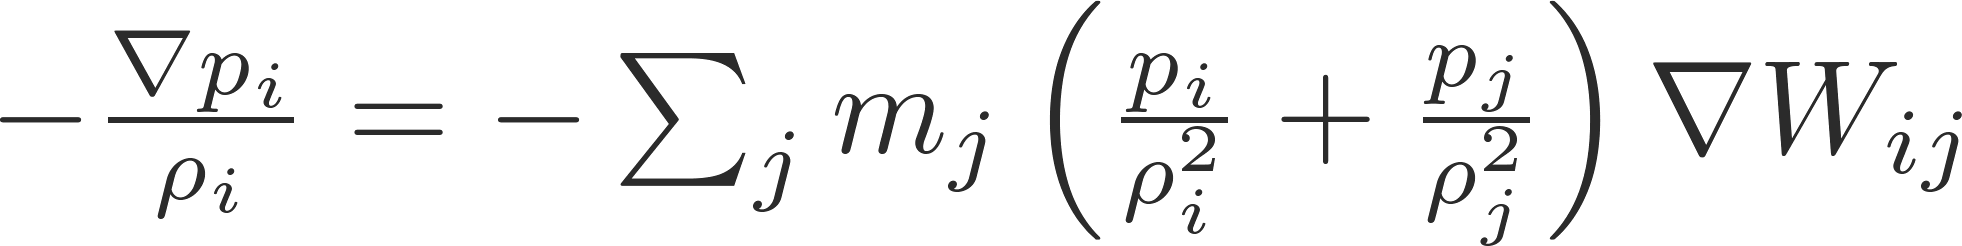 -\frac{\nabla p_i}{\rho_i} = -\sum_j m_j \left( \frac{p_i}{\rho_i^2} + \frac{p_j}{\rho_j^2} \right) \nabla W_{ij}